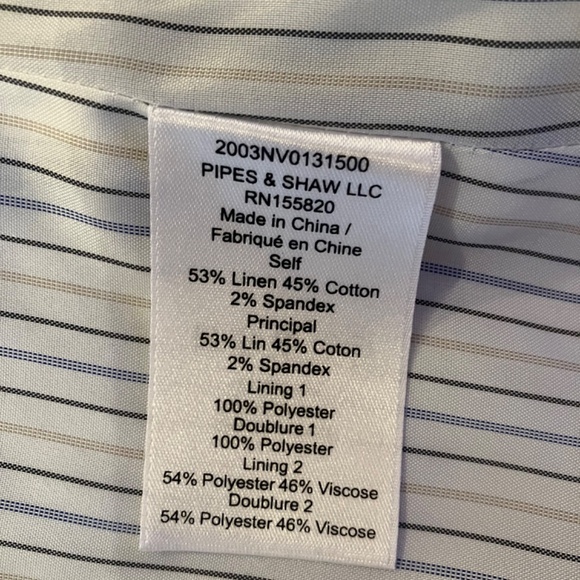 2003NV0131500
PIPES & SHAW LLC
RN155820
Made in China /
Fabriqué en Chine
Self
53% Linen 45% Cotton
2% Spandex
Principal
53% Lin 45% Coton
2% Spandex
Lining 1
100% Polyester
Doublure 1
100% Polyester
Lining 2
54% Polyester 46% Viscose
Doublure 2
54% Polyester 46% Viscose